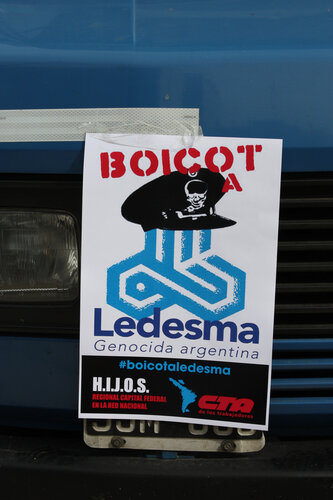 BOICOT
A
Ledesma
Genocida argentina
#boicotaledesma
H.I.J.O.S.
REGIONAL CAPITAL FEDERAL
EN LA RED NACIONAL
CTA
de los trabajadores